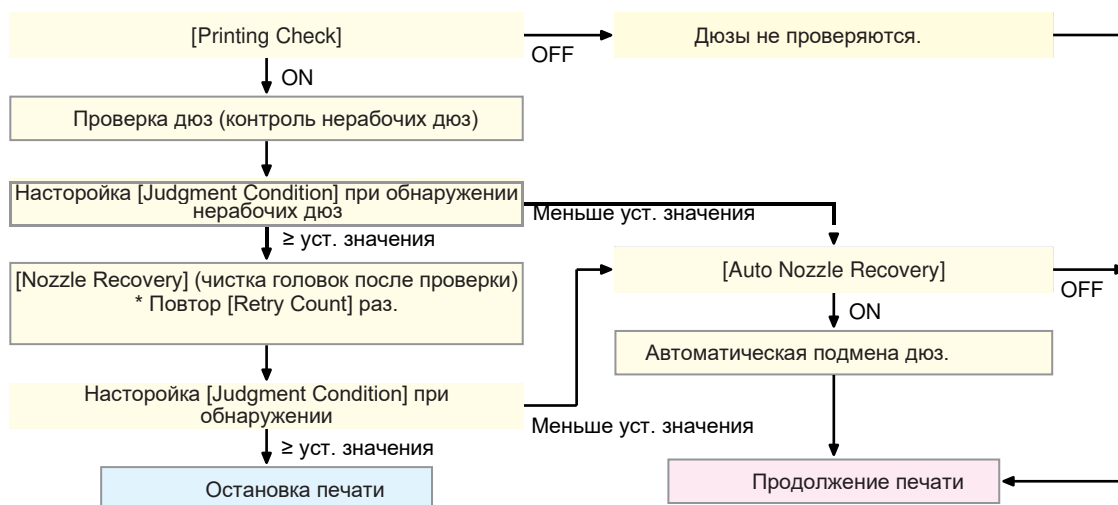 [Printing Check]
OFF
Дюзы не проверяются.
ON
Проверка дюз (контроль нерабочих дюз)
Насторойка [Judgment Condition] при обнаружении
нерабочих дюз
Меньше уст. значения
≥ уст. значения
[Nozzle Recovery] (чистка головок после проверки)
* Повтор [Retry Count] раз.
[Auto Nozzle Recovery]
OFF
ON
Автоматическая подмена дюз.
Насторойка [Judgment Condition] при
обнаружении
Меньше уст. значения
≥ уст. значения
Остановка печати
Продолжение печати